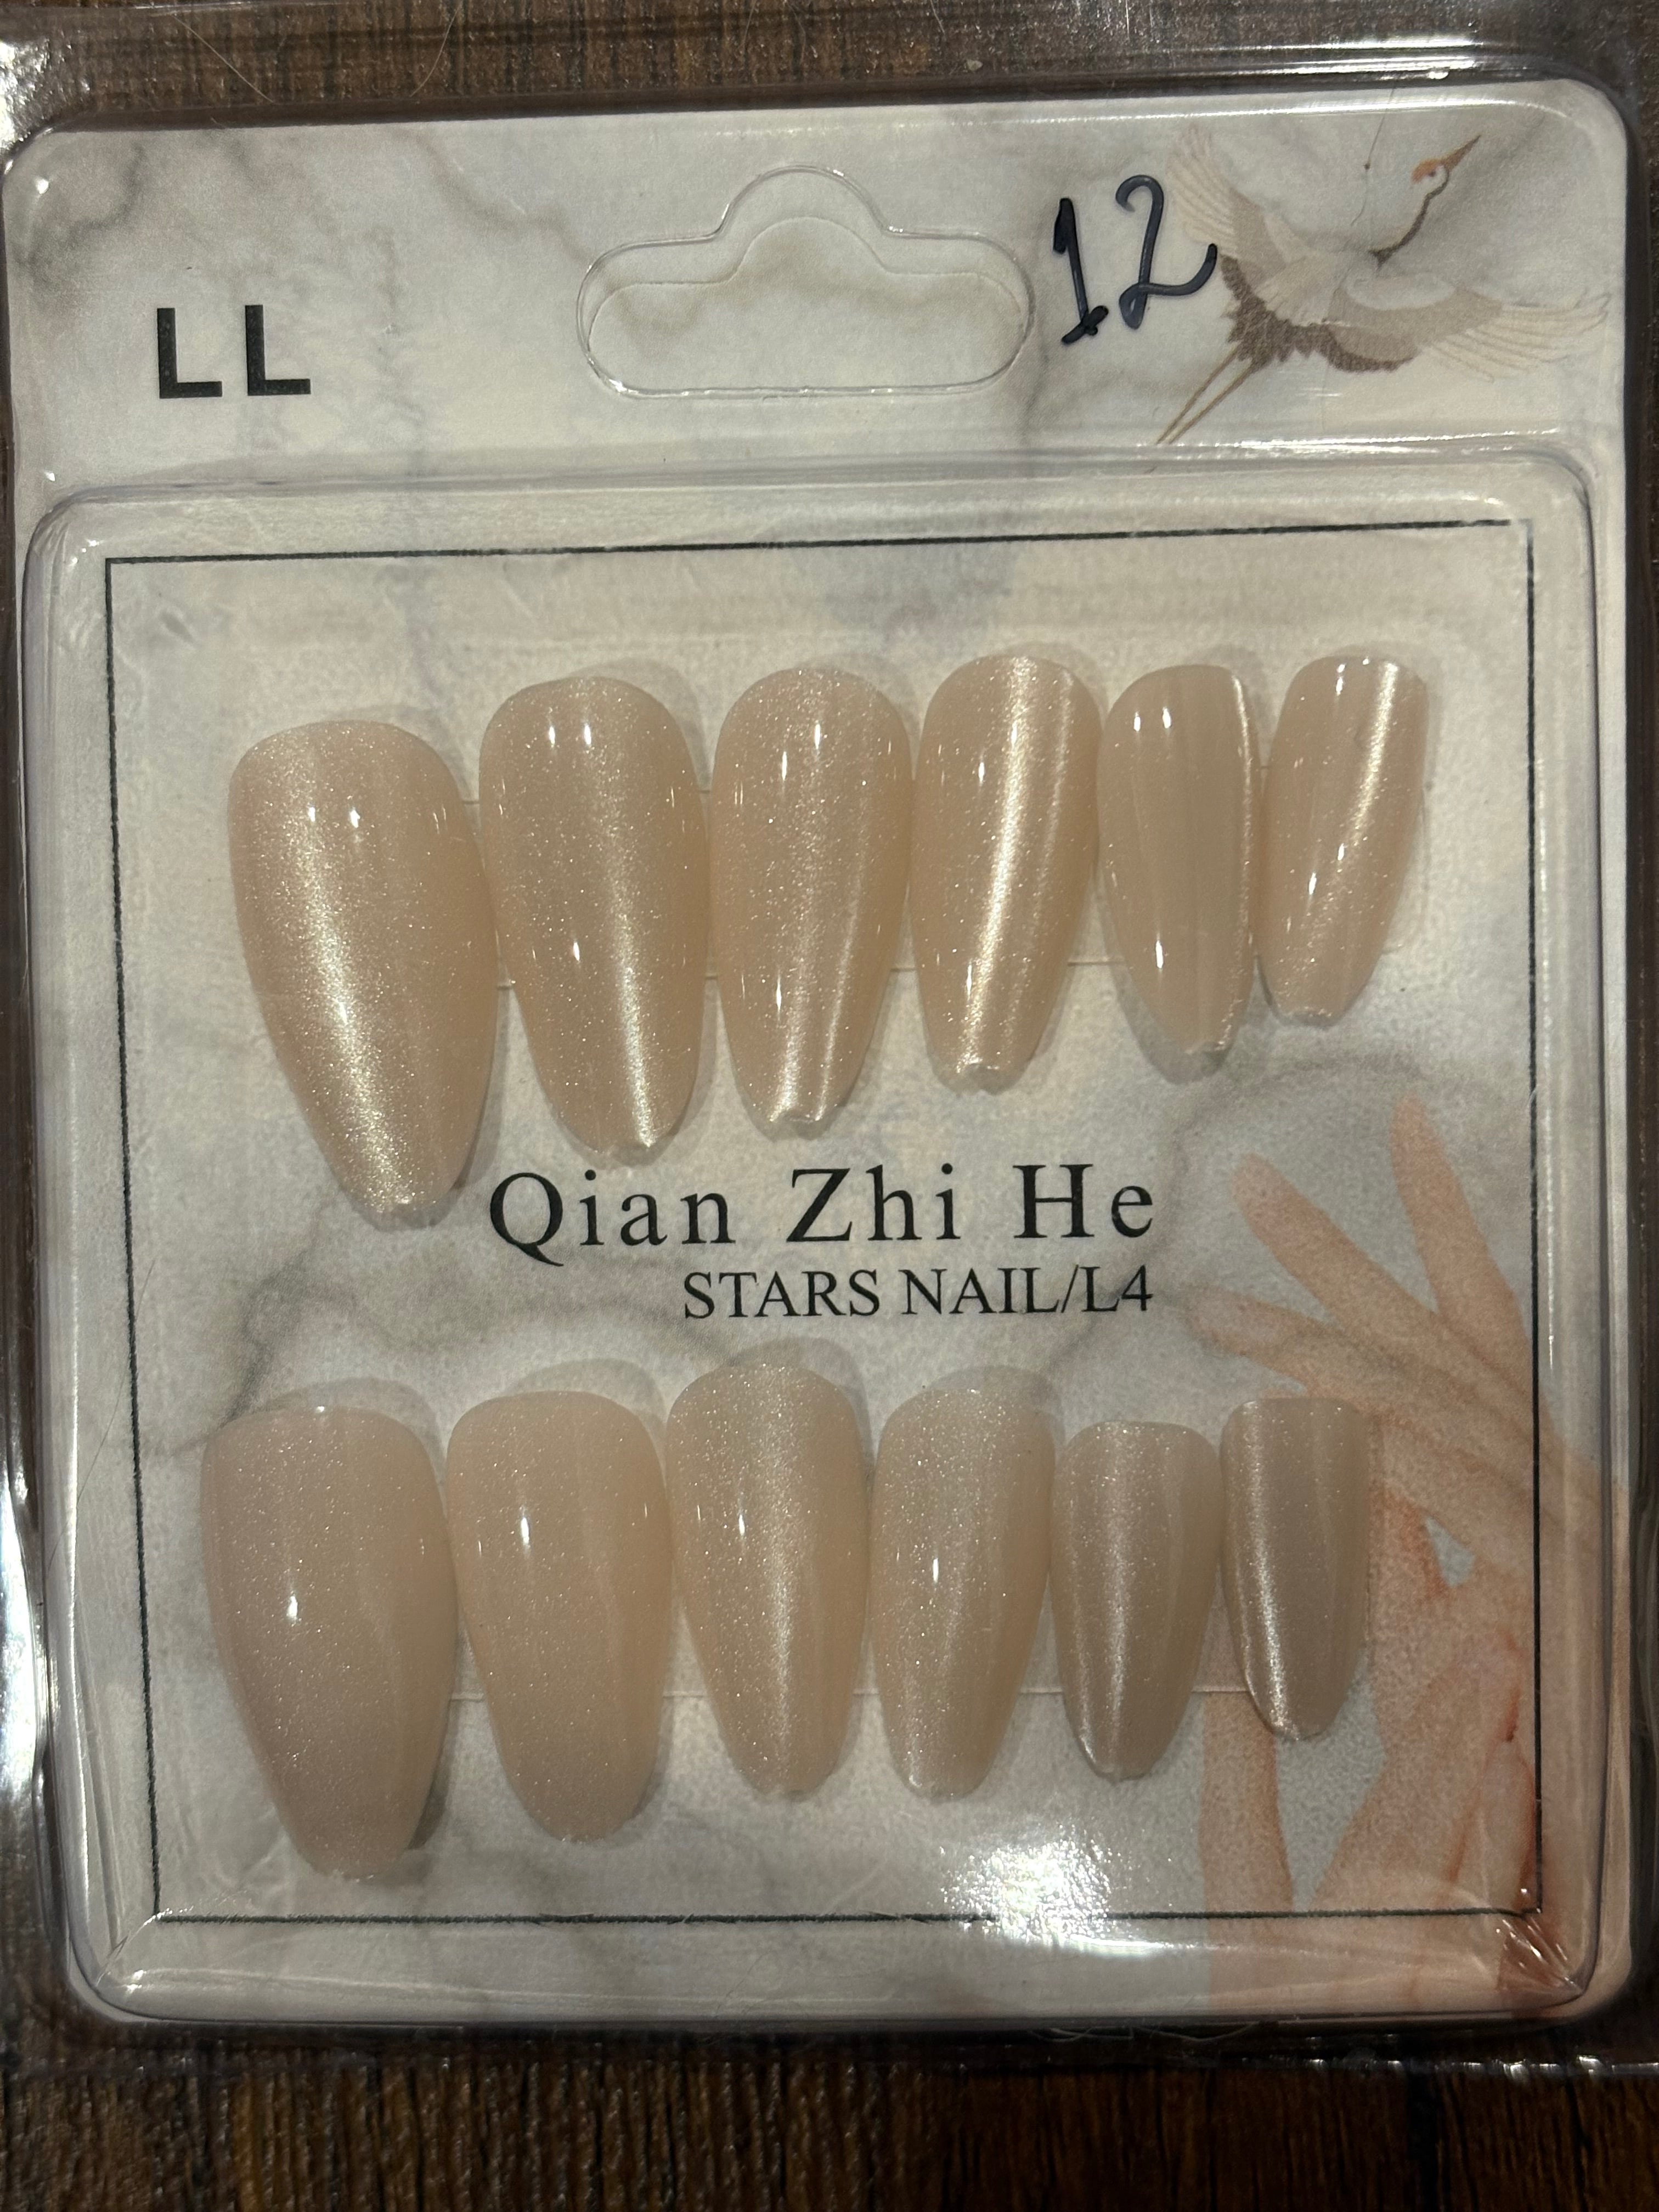 12
LL
Qian Zhi He
STARS NAIL/L4